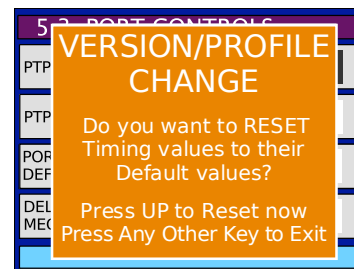 5.3 PORT CONTROLS
VERSION/PROFILE
CHANGE
PTP
PTP
Do you want to RESET
Timing values to their
Default values?
POR
DEF
DEL
MEC
Press UP to Reset now
Press Any Other Key to Exit